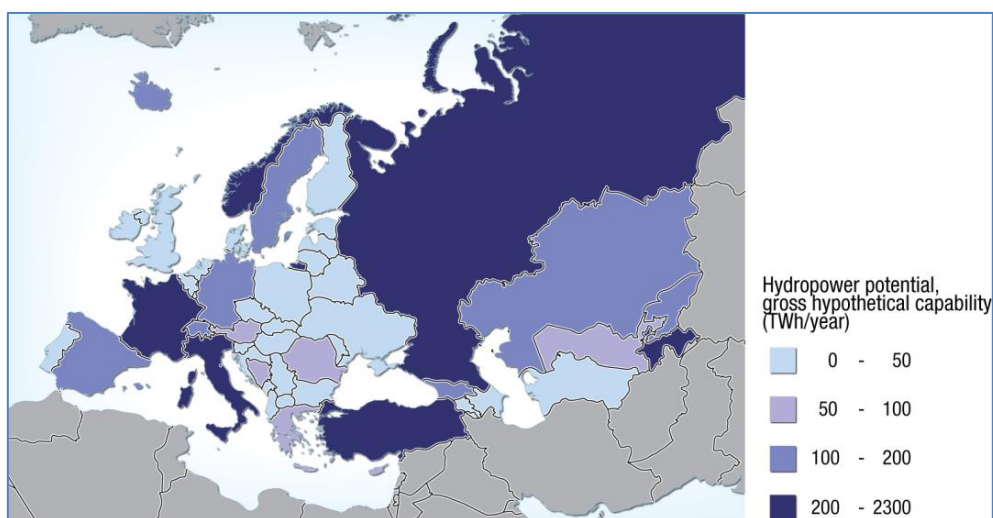 Hydropower potential,
gross hypothetical capability
(TWh/year)
0 - 50
50 - 100
100 - 200
200 - 2300